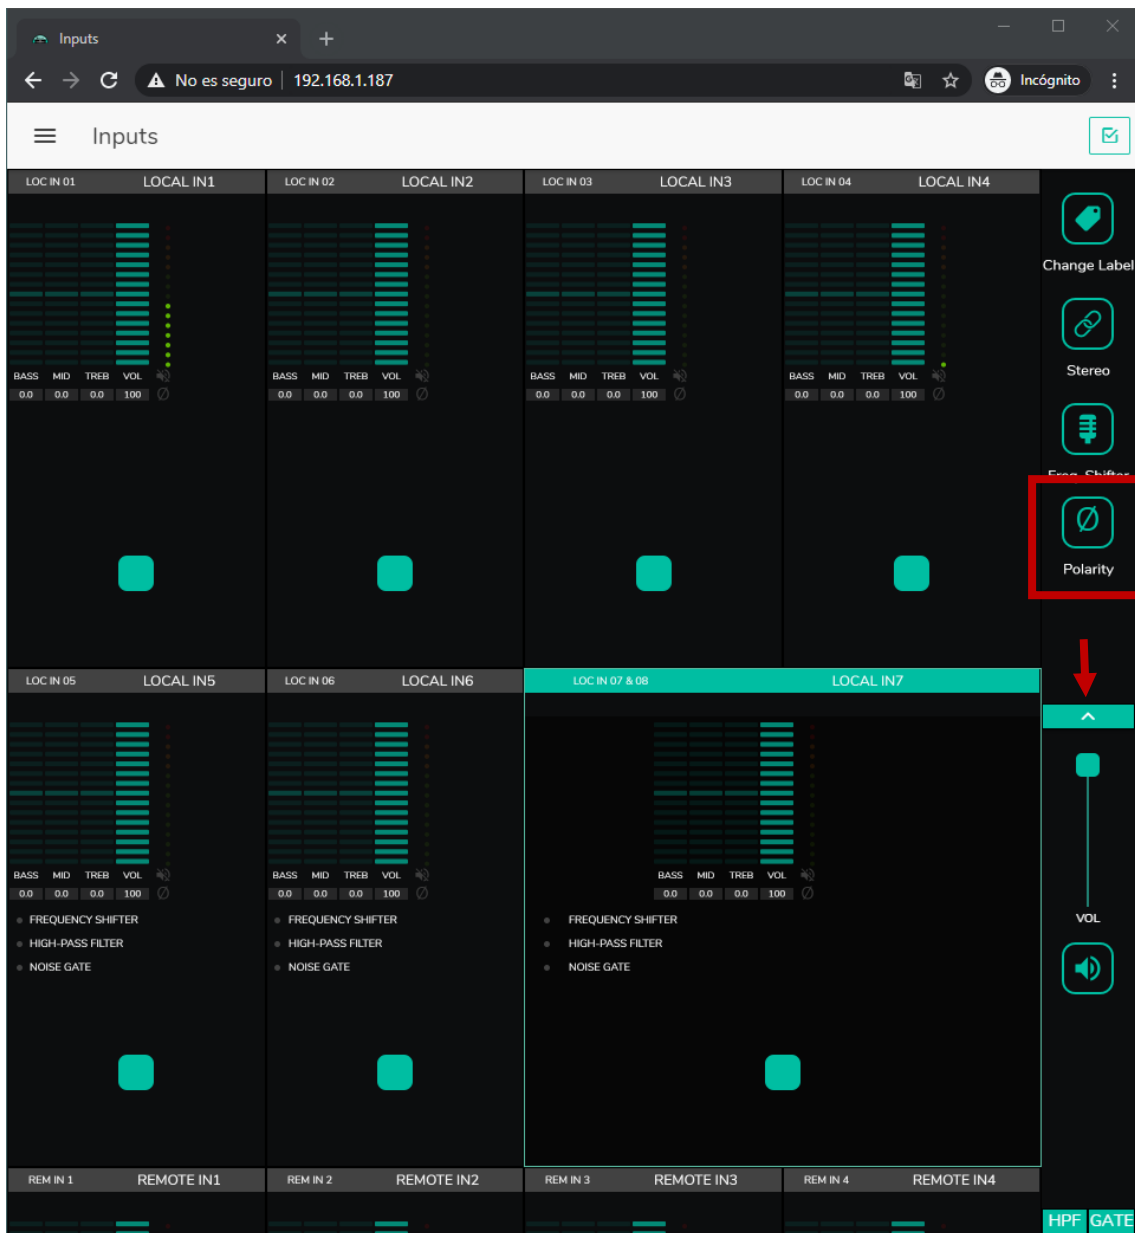 Inputs
No es seguro | 192.168.1.187
Incógnito
Inputs
LOC IN 01 LOCAL IN1 LOC IN 02 LOCAL IN2 LOC IN 03 LOCAL IN3 LOC IN 04 LOCAL IN4
Change Label
Stereo
BASS MID TREB VOL BASS MID TREB VOL BASS MID TREB VOL BASS MID TREB VOL
0.0 0.0 0.0 100 Ø 0.0 0.0 0.0 100 Ø 0.0 0.0 0.0 100 Ø 0.0 0.0 0.0 100 Ø
Freq. Shifter
Ø
Polarity
LOC IN 05 LOCAL IN5 LOC IN 06 LOCAL IN6 LOC IN 07 & 08 LOCAL IN7
BASS MID TREB VOL BASS MID TREB VOL BASS MID TREB VOL
0.0 0.0 0.0 100 Ø 0.0 0.0 0.0 100 Ø 0.0 0.0 0.0 100 Ø
VOL
FREQUENCY SHIFTER FREQUENCY SHIFTER FREQUENCY SHIFTER
HIGH-PASS FILTER HIGH-PASS FILTER HIGH-PASS FILTER
NOISE GATE NOISE GATE NOISE GATE
REM IN 1 REMOTE IN1 REM IN 2 REMOTE IN2 REM IN 3 REMOTE IN3 REM IN 4 REMOTE IN4
HPF GATE